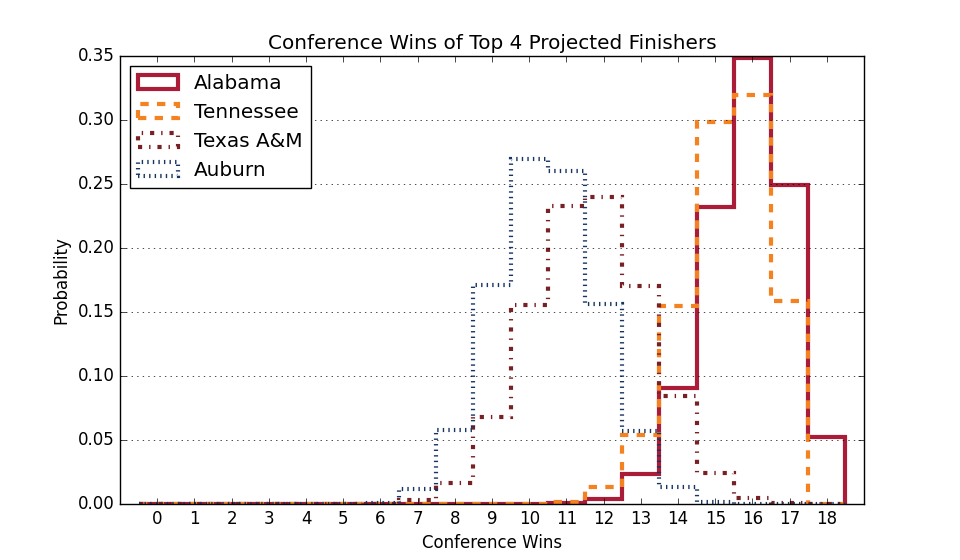 Conference Wins of Top 4 Projected Finishers
0.35
0.30
0.25
0.20
0.15
0.10
0.05
0.00
Probability
Alabama
Tennessee
Texas A&M
Auburn
0 1 2 3 4 5 6 7 8 9 10 11 12 13 14 15 16 17 18
Conference Wins